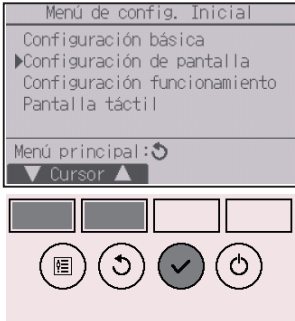 Menú de config. Inicial
Configuración básica
▶Configuración de pantalla
Configuración funcionamiento
Pantalla táctil
Menú principal:↺
▼ Cursor ▲